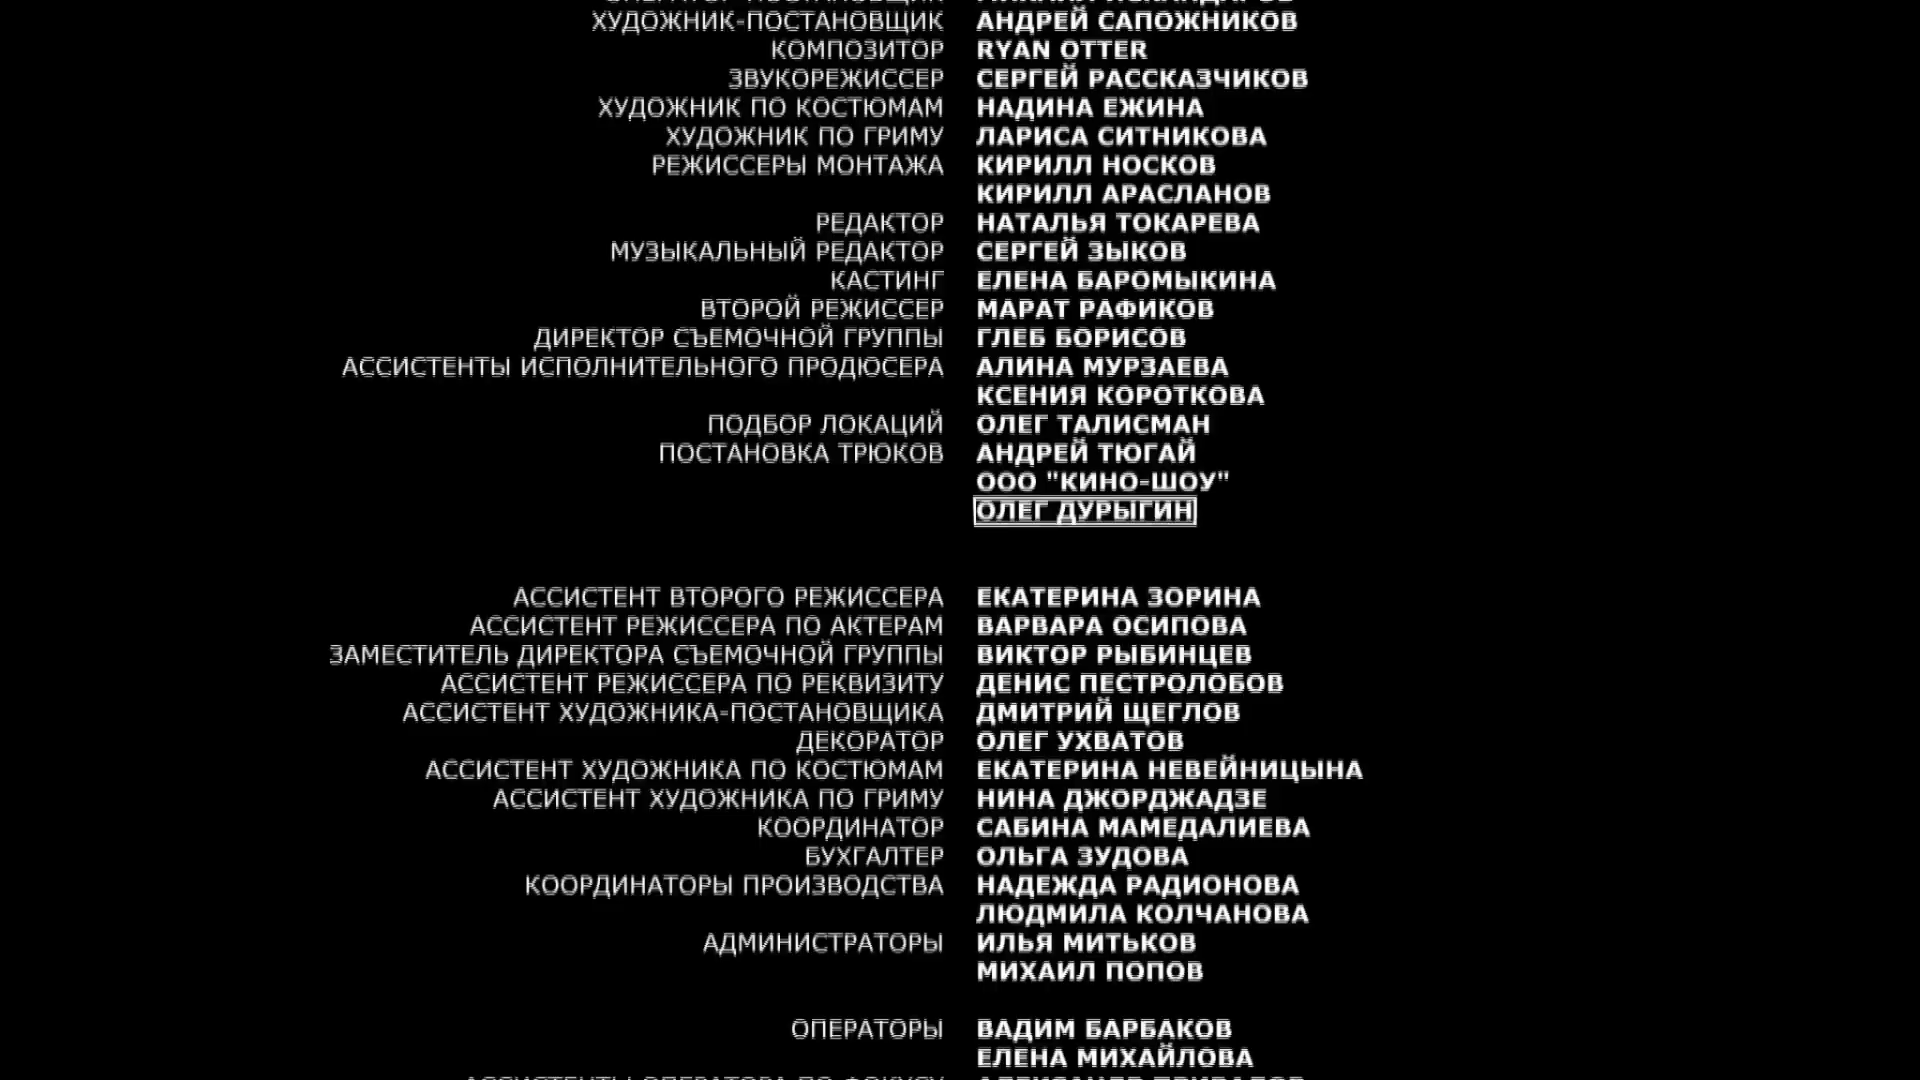 ХУДОЖНИК-ПОСТАНОВЩИК АНДРЕЙ САПОЖНИКОВ
КОМПОЗИТОР RYAN OTTER
ЗВУКОРЕЖИССЕР СЕРГЕЙ РАССКАЗЧИКОВ
ХУДОЖНИК ПО КОСТЮМАМ НАДИНА ЕЖИНА
ХУДОЖНИК ПО ГРИМУ ЛАРИСА СИТНИКОВА
РЕЖИССЕРЫ МОНТАЖА КИРИЛЛ НОСКОВ
КИРИЛЛ АРАСЛАНОВ
РЕДАКТОР НАТАЛЬЯ ТОКАРЕВА
МУЗЫКАЛЬНЫЙ РЕДАКТОР СЕРГЕЙ ЗЫКОВ
КАСТИНГ ЕЛЕНА БАРОМЫКИНА
ВТОРОЙ РЕЖИССЕР МАРАТ РАФИКОВ
ДИРЕКТОР СЪЕМОЧНОЙ ГРУППЫ ГЛЕБ БОРИСОВ
АССИСТЕНТЫ ИСПОЛНИТЕЛЬНОГО ПРОДЮСЕРА АЛИНА МУРЗАЕВА
КСЕНИЯ КОРОТКОВА
ПОДБОР ЛОКАЦИЙ ОЛЕГ ТАЛИСМАН
ПОСТАНОВКА ТРЮКОВ АНДРЕЙ ТЮГАЙ
ООО "КИНО-ШОУ"
ОЛЕГ ДУРЫГИН
АССИСТЕНТ ВТОРОГО РЕЖИССЕРА ЕКАТЕРИНА ЗОРИНА
АССИСТЕНТ РЕЖИССЕРА ПО АКТЕРАМ ВАРВАРА ОСИПОВА
ЗАМЕСТИТЕЛЬ ДИРЕКТОРА СЪЕМОЧНОЙ ГРУППЫ ВИКТОР РЫБИНЦЕВ
АССИСТЕНТ РЕЖИССЕРА ПО РЕКВИЗИТУ ДЕНИС ПЕСТРОЛОБОВ
АССИСТЕНТ ХУДОЖНИКА-ПОСТАНОВЩИКА ДМИТРИЙ ЩЕГЛОВ
ДЕКОРАТОР ОЛЕГ УХВАТОВ
АССИСТЕНТ ХУДОЖНИКА ПО КОСТЮМАМ ЕКАТЕРИНА НЕВЕЙНИЦЫНА
АССИСТЕНТ ХУДОЖНИКА ПО ГРИМУ НИНА ДЖОРДЖАДЗЕ
КООРДИНАТОР САБИНА МАМЕДАЛИЕВА
БУХГАЛТЕР ОЛЬГА ЗУДОВА
КООРДИНАТОРЫ ПРОИЗВОДСТВА НАДЕЖДА РАДИОНОВА
ЛЮДМИЛА КОЛЧАНОВА
АДМИНИСТРАТОРЫ ИЛЬЯ МИТЬКОВ
МИХАИЛ ПОПОВ
ОПЕРАТОРЫ ВАДИМ БАРБАКОВ
ЕЛЕНА МИХАЙЛОВА